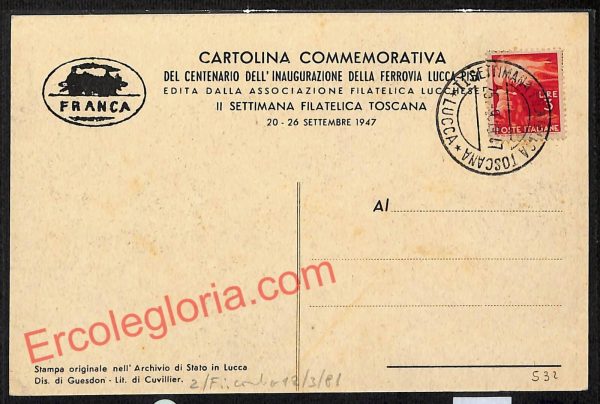 CARTOLINA COMMEMORATIVA
DEL CENTENARIO DELL'INAUGURAZIONE DELLA FERROVIA LUCCA-PISA
EDITA DALLA ASSOCIAZIONE FILATELICA LUCCHESE
II SETTIMANA FILATELICA TOSCANA
20 - 26 SETTEMBRE 1947
FRANCA
LIRE
3
POSTE ITALIANE
TOSCANA * LUCCA *
Al
Ercolegloria.com
Stampa originale nell'Archivio di Stato in Lucca
Dis. di Guesdon - Lit. di Cuvillier.
532